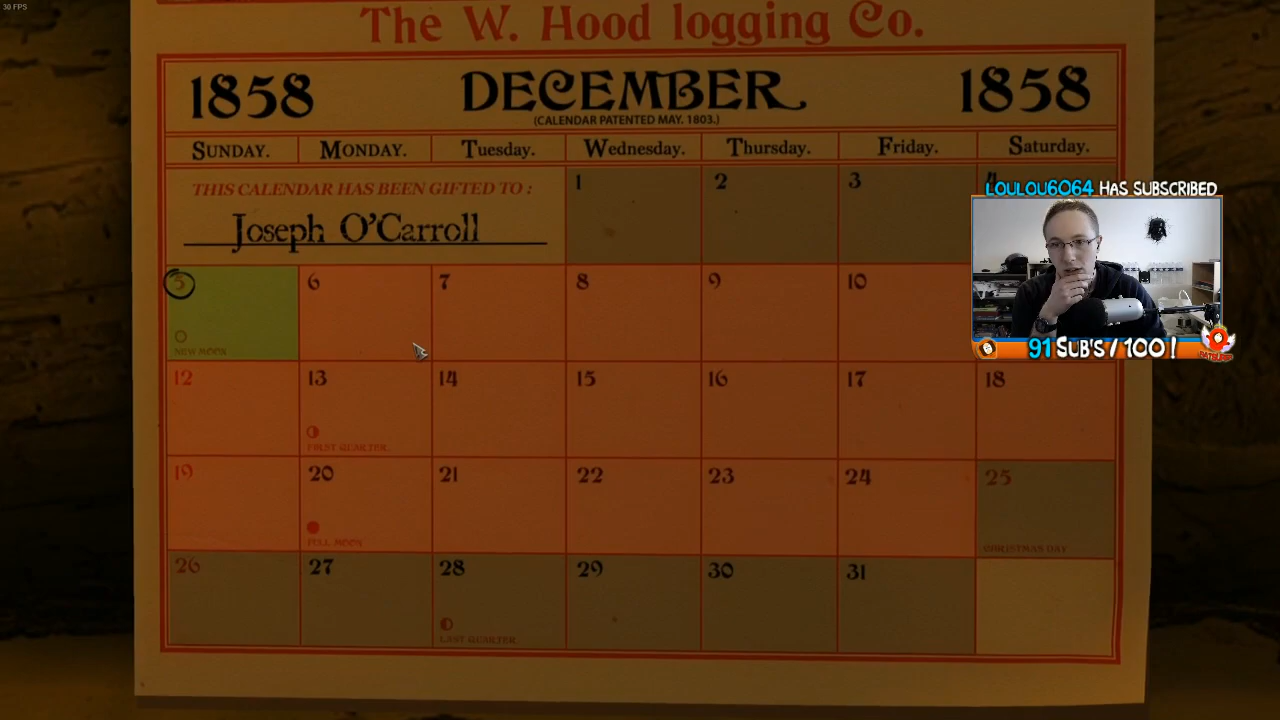 30 FPS
The W. Hood logging Co.
1858 DECEMBER 1858
(CALENDAR PATENTED MAY. 1803.)
SUNDAY. MONDAY. Tuesday. Wednesday. Thursday. Friday. Saturday.
THIS CALENDAR HAS BEEN GIFTED TO :
Joseph O'Carroll
1 2 3 4
LOULOU6064 HAS SUBSCRIBED
5 6 7 8 9 10
NEW MOON
91 SUB'S / 100 !
12 13 14 15 16 17 18
FIRST QUARTER.
19 20 21 22 23 24 25
FULL MOON
CHRISTMAS DAY
26 27 28 29 30 31
LAST QUARTER.